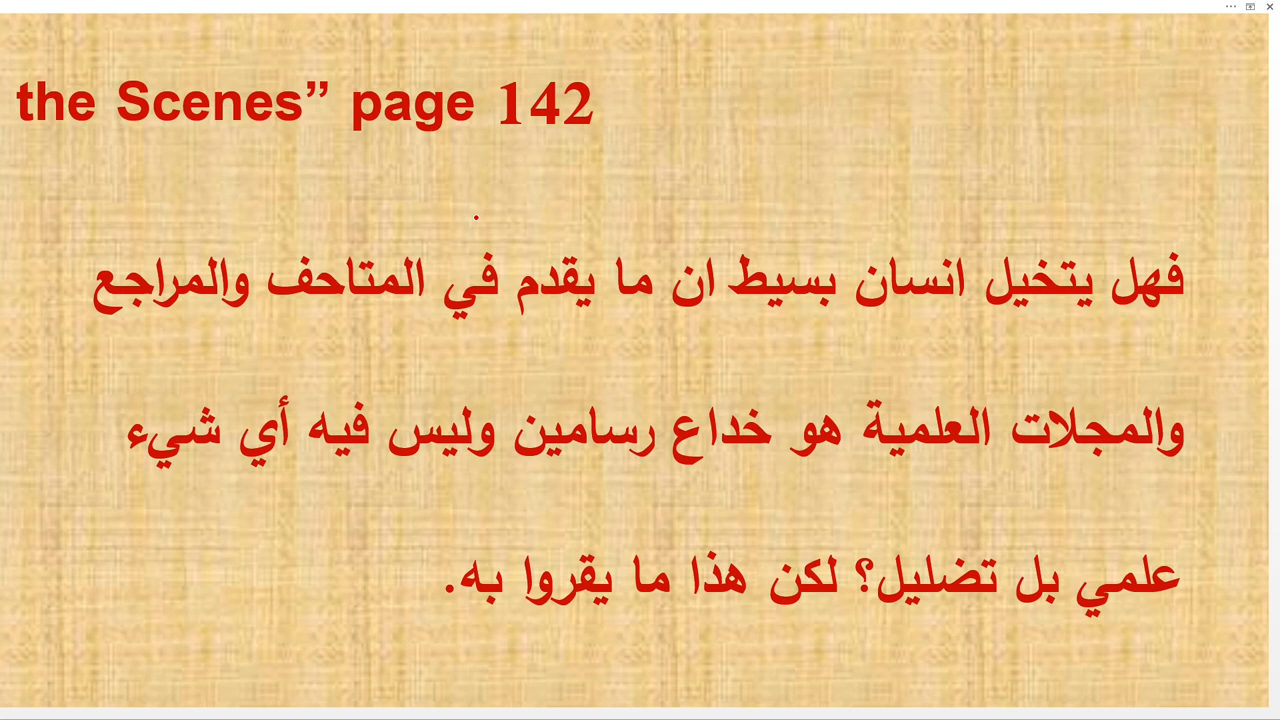 the Scenes” page 142
فهل يتخيل انسان بسيط ان ما يقدم في المتاحف والمراجع
والمجلات العلمية هو خداع رسامين وليس فيه أي شيء
علمي بل تضليل؟ لكن هذا ما يقروا به.